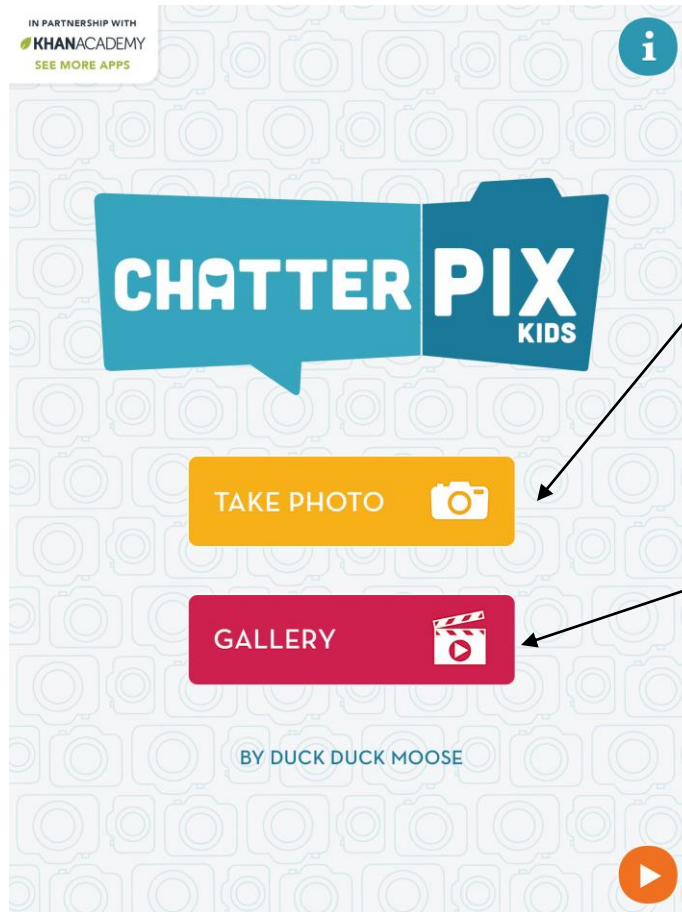 IN PARTNERSHIP WITH
KHANACADEMY
SEE MORE APPS
i
CHATTER PIX
KIDS
TAKE PHOTO
GALLERY
BY DUCK DUCK MOOSE